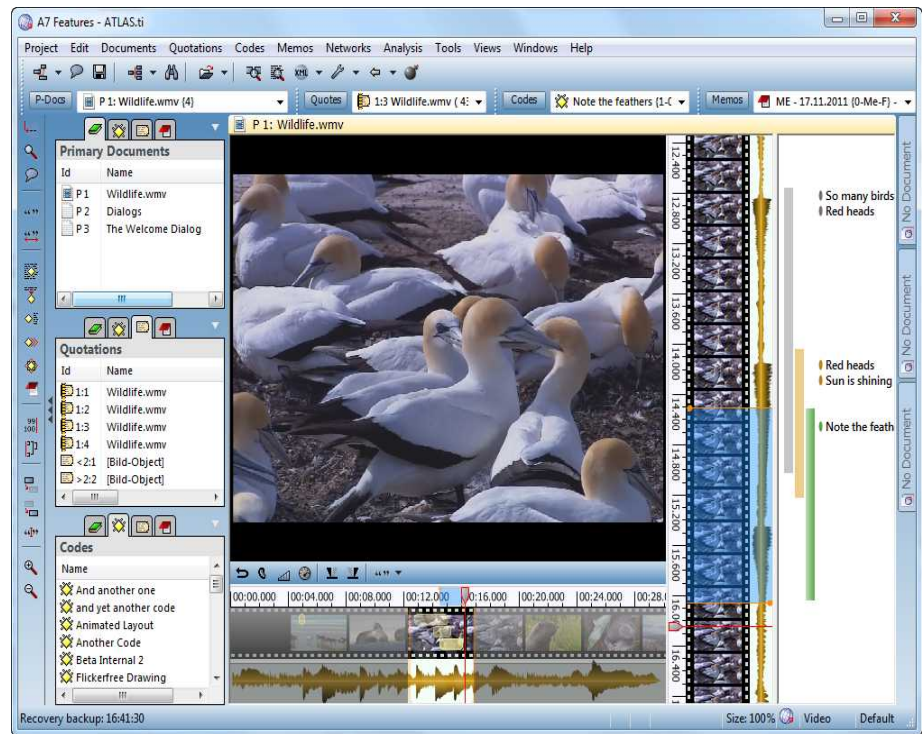 A7 Features - ATLAS.ti
Project Edit Documents Quotations Codes Memos Networks Analysis Tools Views Windows Help
P-Docs P 1: Wildlife.wmv {4} Quotes 1:3 Wildlife.wmv ( 43 Codes Note the feathers {1-( Memos ME - 17.11.2011 {0-Me-F} -
P 1: Wildlife.wmv
Primary Documents
Id Name
P 1 Wildlife.wmv
P 2 Dialogs
P 3 The Welcome Dialog
Quotations
Id Name
1:1 Wildlife.wmv
1:2 Wildlife.wmv
1:3 Wildlife.wmv
1:4 Wildlife.wmv
<2:1 [Bild-Object]
>2:2 [Bild-Object]
Codes
Name
And another one
and yet another code
Animated Layout
Another Code
Beta Internal 2
Flickerfree Drawing
00:00.000 00:04.000 00:08.000 00:12.000 00:16.000 00:20.000 00:24.000 00:28.
12.400
12.800
13.200
13.600
14.000
14.400
14.800
15.200
15.600
16.000
16.400
So many birds
Red heads
Red heads
Sun is shining
Note the feath
No Document
No Document
No Document
Recovery backup: 16:41:30 Size: 100% Video Default